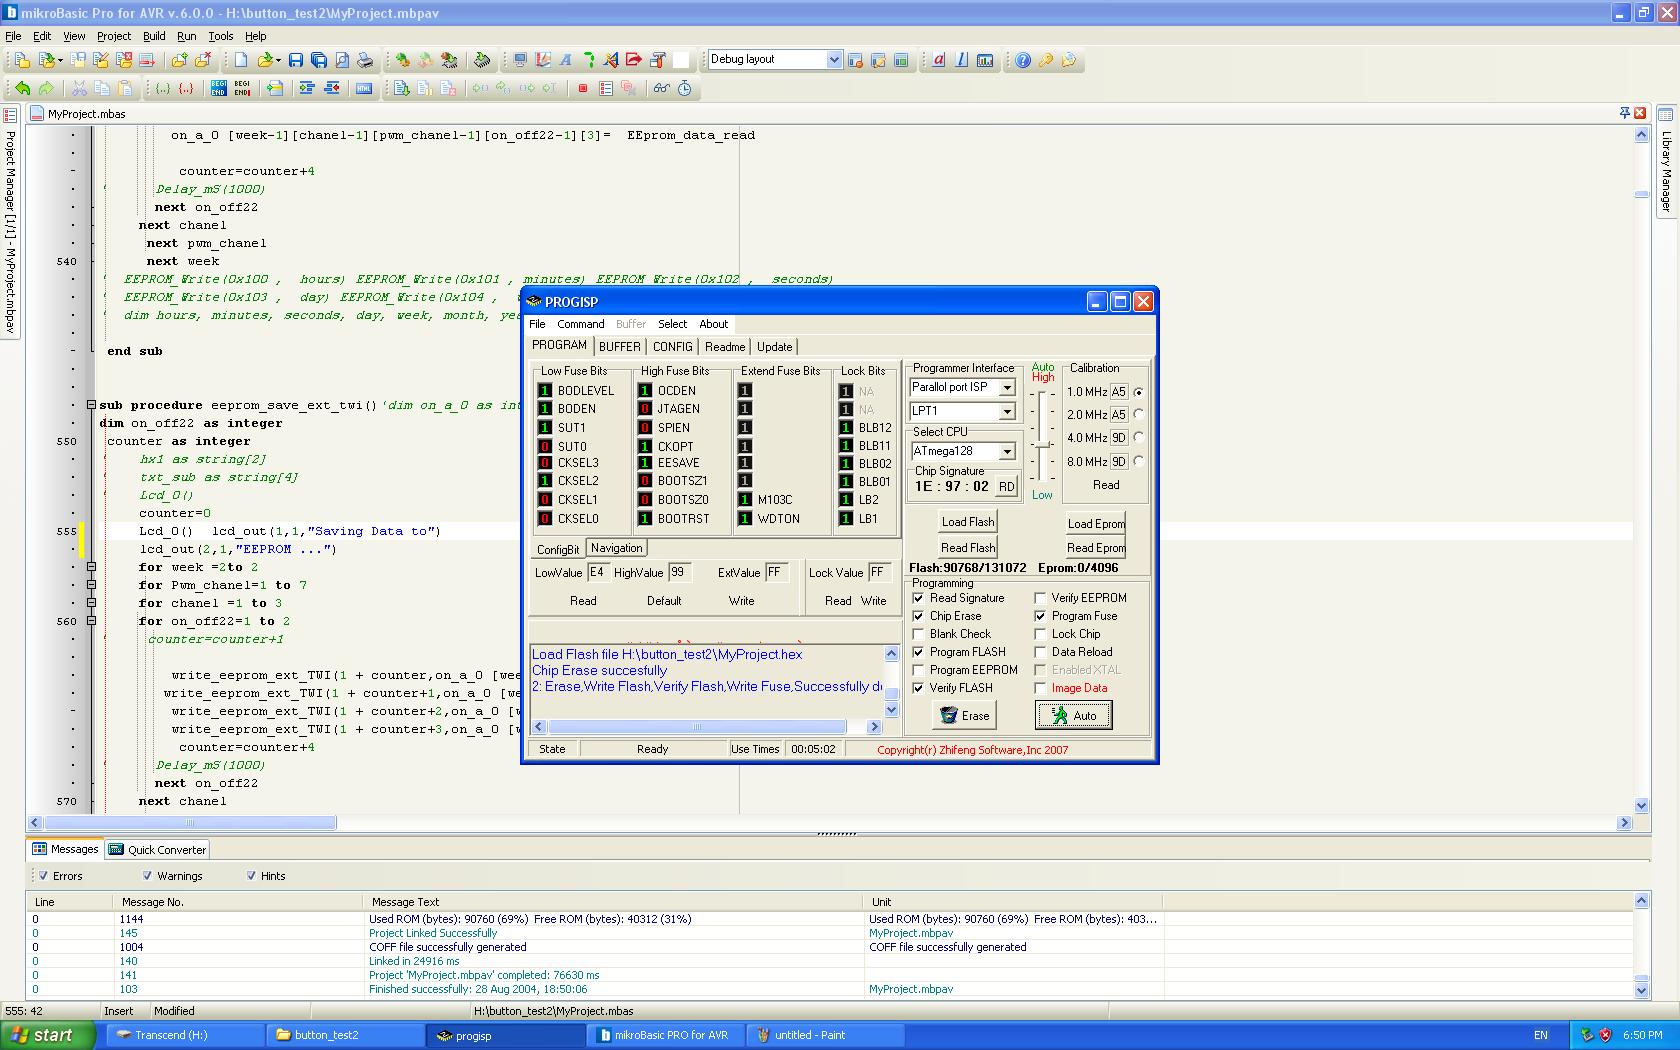 mikroBasic Pro for AVR v.6.0.0 - H:\button_test2\MyProject.mbpav
File Edit View Project Build Run Tools Help
Debug layout
MyProject.mbas
Project Manager [1/1] - MyProject.mbpav
Library Manager
on_a_0 [week-1][chanel-1][pwm_chanel-1][on_off22-1][3]= EEprom_data_read
counter=counter+4
' Delay_mS(1000)
next on_off22
next chanel
next pwm_chanel
540 next week
' EEPROM_Write(0x100 , hours) EEPROM_Write(0x101 , minutes) EEPROM_Write(0x102 , seconds)
' EEPROM_Write(0x103 , day) EEPROM_Write(0x104 ,
' dim hours, minutes, seconds, day, week, month, ye
end sub
sub procedure eeprom_save_ext_twi()'dim on_a_0 as int
dim on_off22 as integer
550 counter as integer
' hx1 as string[2]
' txt_sub as string[4]
' Lcd_0()
counter=0
555 Lcd_0() lcd_out(1,1,"Saving Data to")
lcd_out(2,1,"EEPROM ...")
for week =2to 2
for Pwm_chanel=1 to 7
for chanel =1 to 3
560 for on_off22=1 to 2
' counter=counter+1
write_eeprom_ext_TWI(1 + counter,on_a_0 [wee
write_eeprom_ext_TWI(1 + counter+1,on_a_0 [w
write_eeprom_ext_TWI(1 + counter+2,on_a_0 [w
write_eeprom_ext_TWI(1 + counter+3,on_a_0 [w
counter=counter+4
' Delay_mS(1000)
next on_off22
570 next chanel
PROGISP
File Command Buffer Select About
PROGRAM BUFFER CONFIG Readme Update
Low Fuse Bits
1 BODLEVEL
1 BODEN
1 SUT1
0 SUT0
0 CKSEL3
1 CKSEL2
0 CKSEL1
0 CKSEL0
High Fuse Bits
1 OCDEN
0 JTAGEN
0 SPIEN
1 CKOPT
1 EESAVE
0 BOOTSZ1
0 BOOTSZ0
1 BOOTRST
Extend Fuse Bits
1
1
1
1
1
1
1 M103C
1 WDTON
Lock Bits
1 NA
1 NA
1 BLB12
1 BLB11
1 BLB02
1 BLB01
1 LB2
1 LB1
ConfigBit Navigation
LowValue E4 HighValue 99 ExtValue FF Lock Value FF
Read Default Write Read Write
Load Flash file H:\button_test2\MyProject.hex
Chip Erase succesfully
2: Erase,Write Flash,Verify Flash,Write Fuse,Successfully d
State Ready Use Times 00:05:02 Copyright(r) Zhifeng Software,Inc 2007
Programmer Interface
Parallol port ISP
LPT1
Select CPU
ATmega128
Chip Signature
1E : 97 : 02 RD
Auto
High
Low
Calibration
1.0 MHz A5
2.0 MHz A5
4.0 MHz 9D
8.0 MHz 9D
Read
Load Flash Load Eprom
Read Flash Read Eprom
Flash:90768/131072 Eprom:0/4096
Programming
Read Signature Verify EEPROM
Chip Erase Program Fuse
Blank Check Lock Chip
Program FLASH Data Reload
Program EEPROM Enabled XTAL
Verify FLASH Image Data
Erase Auto
Messages Quick Converter
Errors Warnings Hints
Line Message No. Message Text Unit
0 1144 Used ROM (bytes): 90760 (69%) Free ROM (bytes): 40312 (31%) Used ROM (bytes): 90760 (69%) Free ROM (bytes): 403...
0 145 Project Linked Successfully MyProject.mbpav
0 1004 COFF file successfully generated COFF file successfully generated
0 140 Linked in 24916 ms
0 141 Project 'MyProject.mbpav' completed: 76630 ms
0 103 Finished successfully: 28 Aug 2004, 18:50:06 MyProject.mbpav
555: 42 Insert Modified H:\button_test2\MyProject.mbas
start Transcend (H:) button_test2 progisp mikroBasic PRO for AVR untitled - Paint EN 6:50 PM